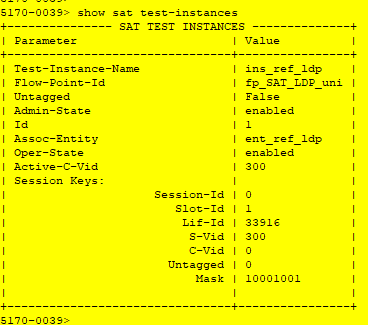 5170-0039>
5170-0039> show sat test-instances
+--------------- SAT TEST INSTANCES ---------------+
| Parameter | Value |
+---------------------------------+----------------+
| Test-Instance-Name | ins_ref_ldp |
| Flow-Point-Id | fp_SAT_LDP_uni |
| Untagged | False |
| Admin-State | enabled |
| Id | 1 |
| Assoc-Entity | ent_ref_ldp |
| Oper-State | enabled |
| Active-C-Vid | 300 |
| Session Keys: | |
| Session-Id | 0 |
| Slot-Id | 1 |
| Lif-Id | 33916 |
| S-Vid | 300 |
| C-Vid | 0 |
| Untagged | 0 |
| Mask | 10001001 |
| | |
+---------------------------------+----------------+
5170-0039>